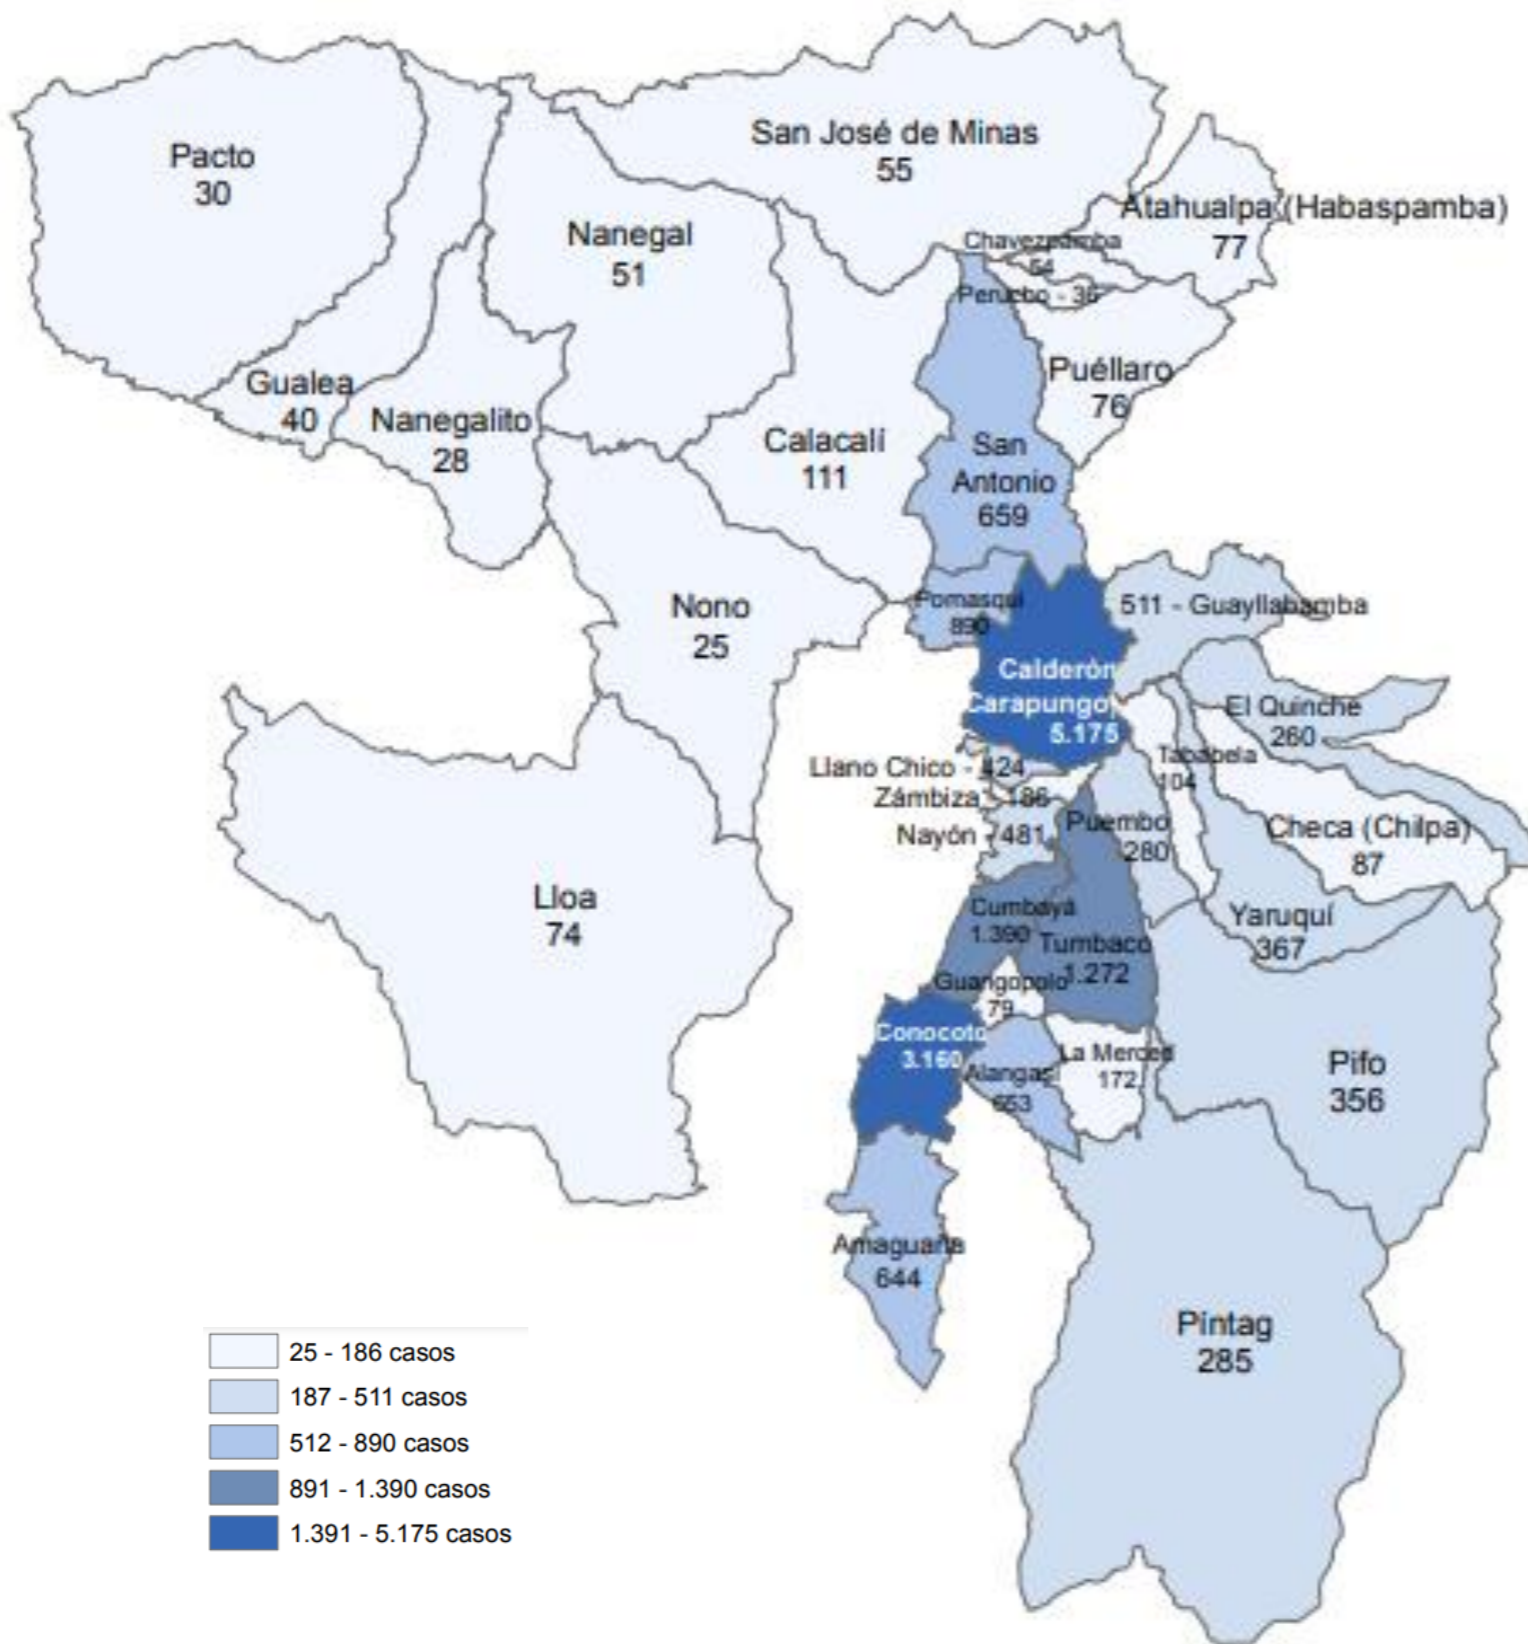 San José de Minas
55
Pacto
30
Atahualpa (Habaspamba)
77
Nanegal
51
Chavezpamba
54
Perucho - 36
Puéllaro
76
Gualea
40
Nanegalito
28
Calacalí
111
San
Antonio
659
Nono
25
Pomasqui
890
511 - Guayllabamba
Calderón
Carapungo)
5.175
El Quinche
260
Tababela
104
Llano Chico - 424
Zámbiza - 186
Nayón - 481
Puembo
280
Checa (Chilpa)
87
Lloa
74
Cumbayá
1.390
Tumbaco
1.272
Yaruquí
367
Guangopolo
79
Conocoto
3.160
Alangasí
653
La Merced
172
Pifo
356
Amaguaña
644
Pintag
285
25 - 186 casos
187 - 511 casos
512 - 890 casos
891 - 1.390 casos
1.391 - 5.175 casos